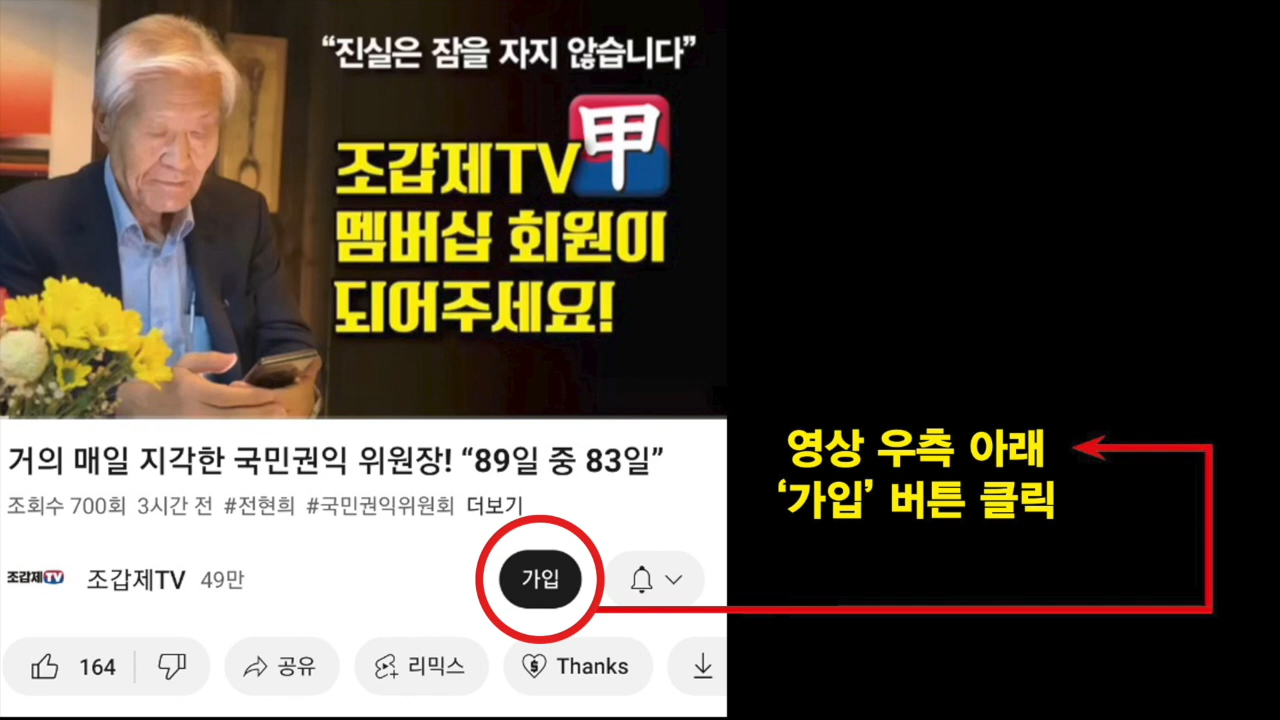 “진실은 잠을 자지 않습니다”
조갑제TV 甲
멤버십 회원이
되어주세요!
거의 매일 지각한 국민권익 위원장! “89일 중 83일”
조회수 700회 3시간 전 #전현희 #국민권익위원회 더보기
조갑제TV 조갑제TV 49만 가입
164 공유 리믹스 Thanks
영상 우측 아래
‘가입’ 버튼 클릭